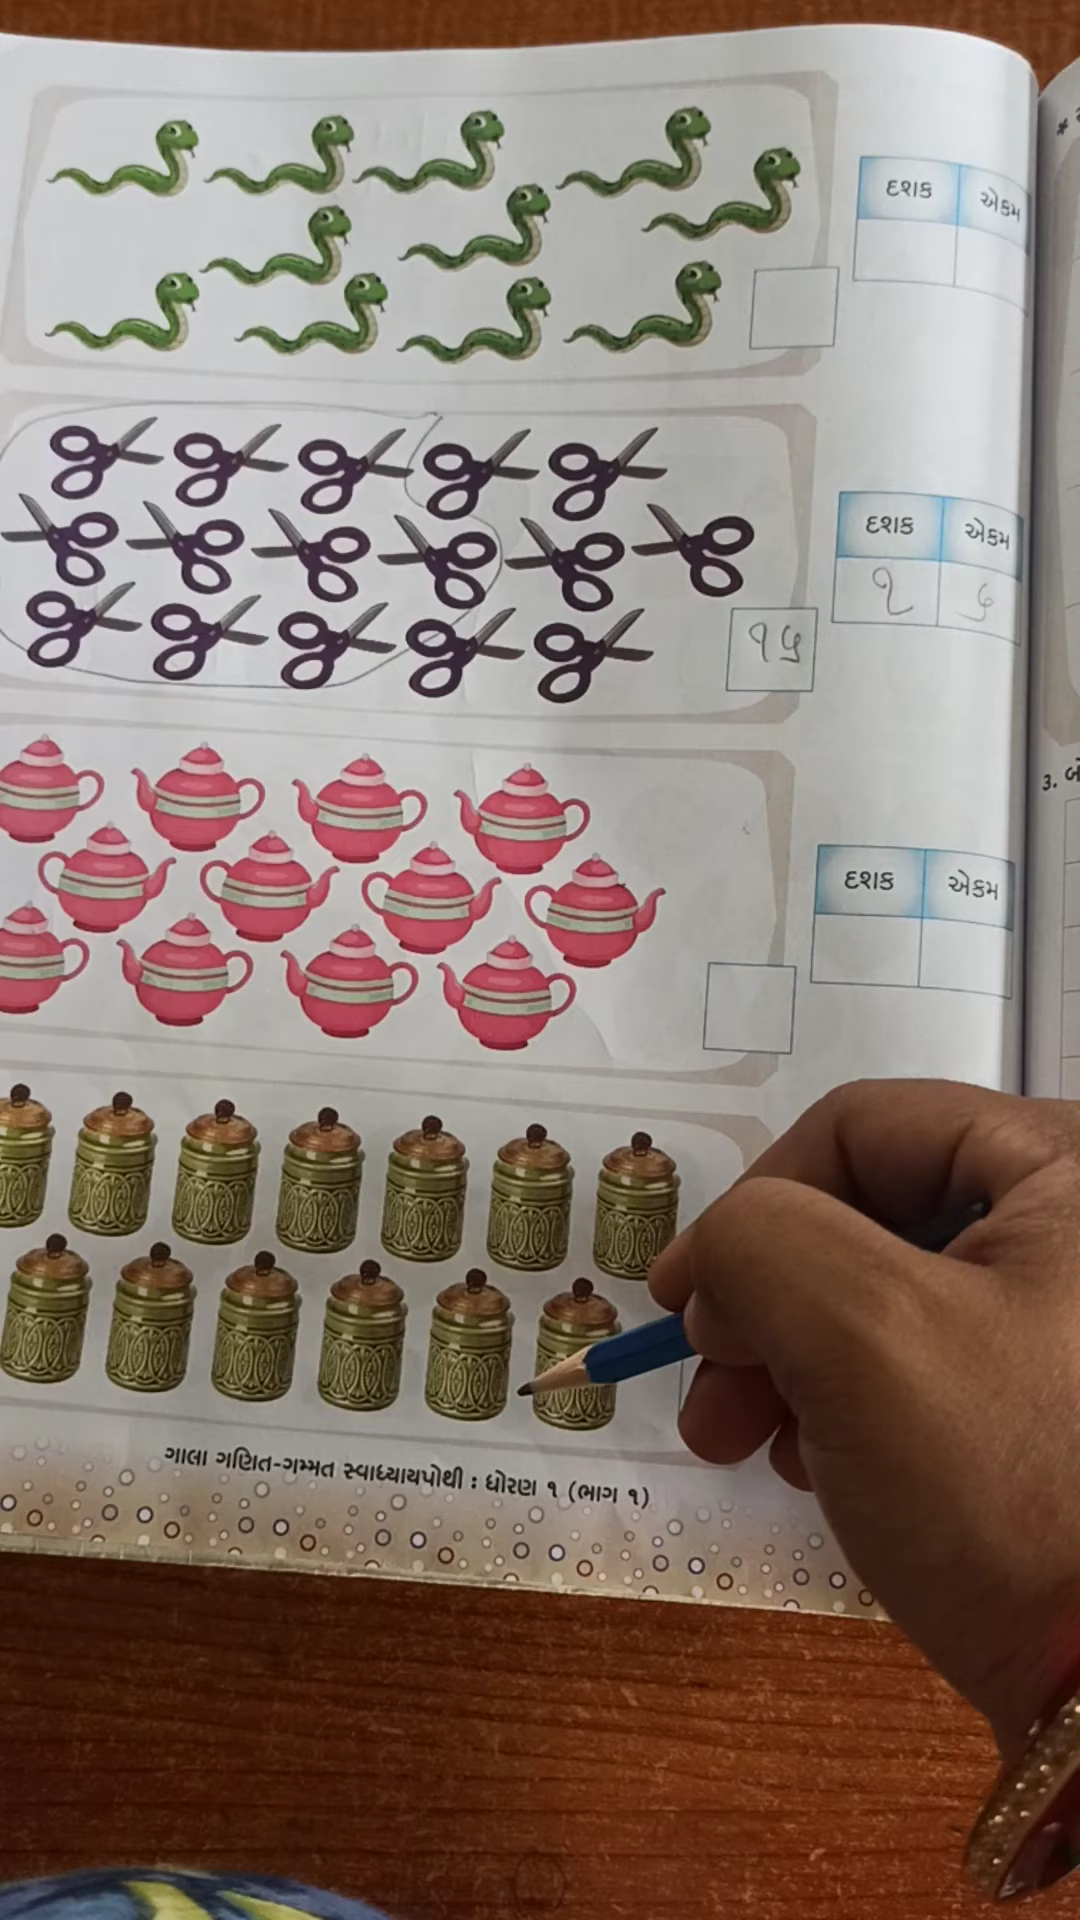 દશક એકમ
દશક એકમ
૧ ૬
૧૬
દશક એકમ
3. બ
ગાલા ગણિત-ગમ્મત સ્વાધ્યાયપોથી : ધોરણ ૧ (ભાગ ૧)